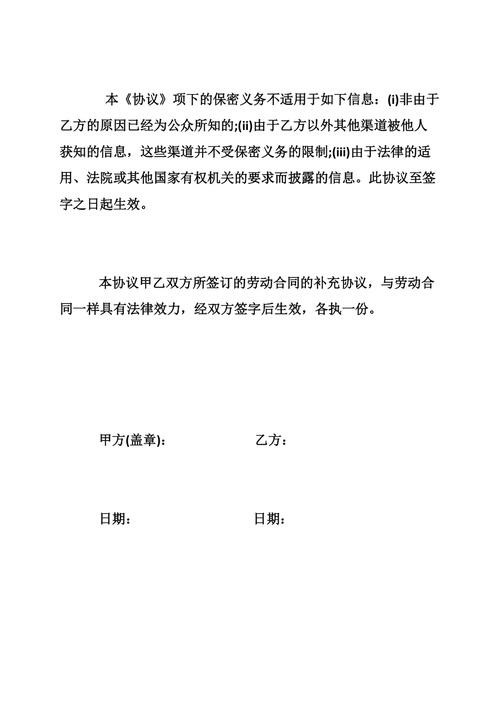 本《协议》项下的保密义务不适用于如下信息：(i)非由于
乙方的原因已经为公众所知的;(ii)由于乙方以外其他渠道被他人
获知的信息，这些渠道并不受保密义务的限制;(iii)由于法律的适
用、法院或其他国家有权机关的要求而披露的信息。此协议至签
字之日起生效。
本协议甲乙双方所签订的劳动合同的补充协议，与劳动合
同一样具有法律效力，经双方签字后生效，各执一份。
甲方(盖章)： 乙方：
日期： 日期：